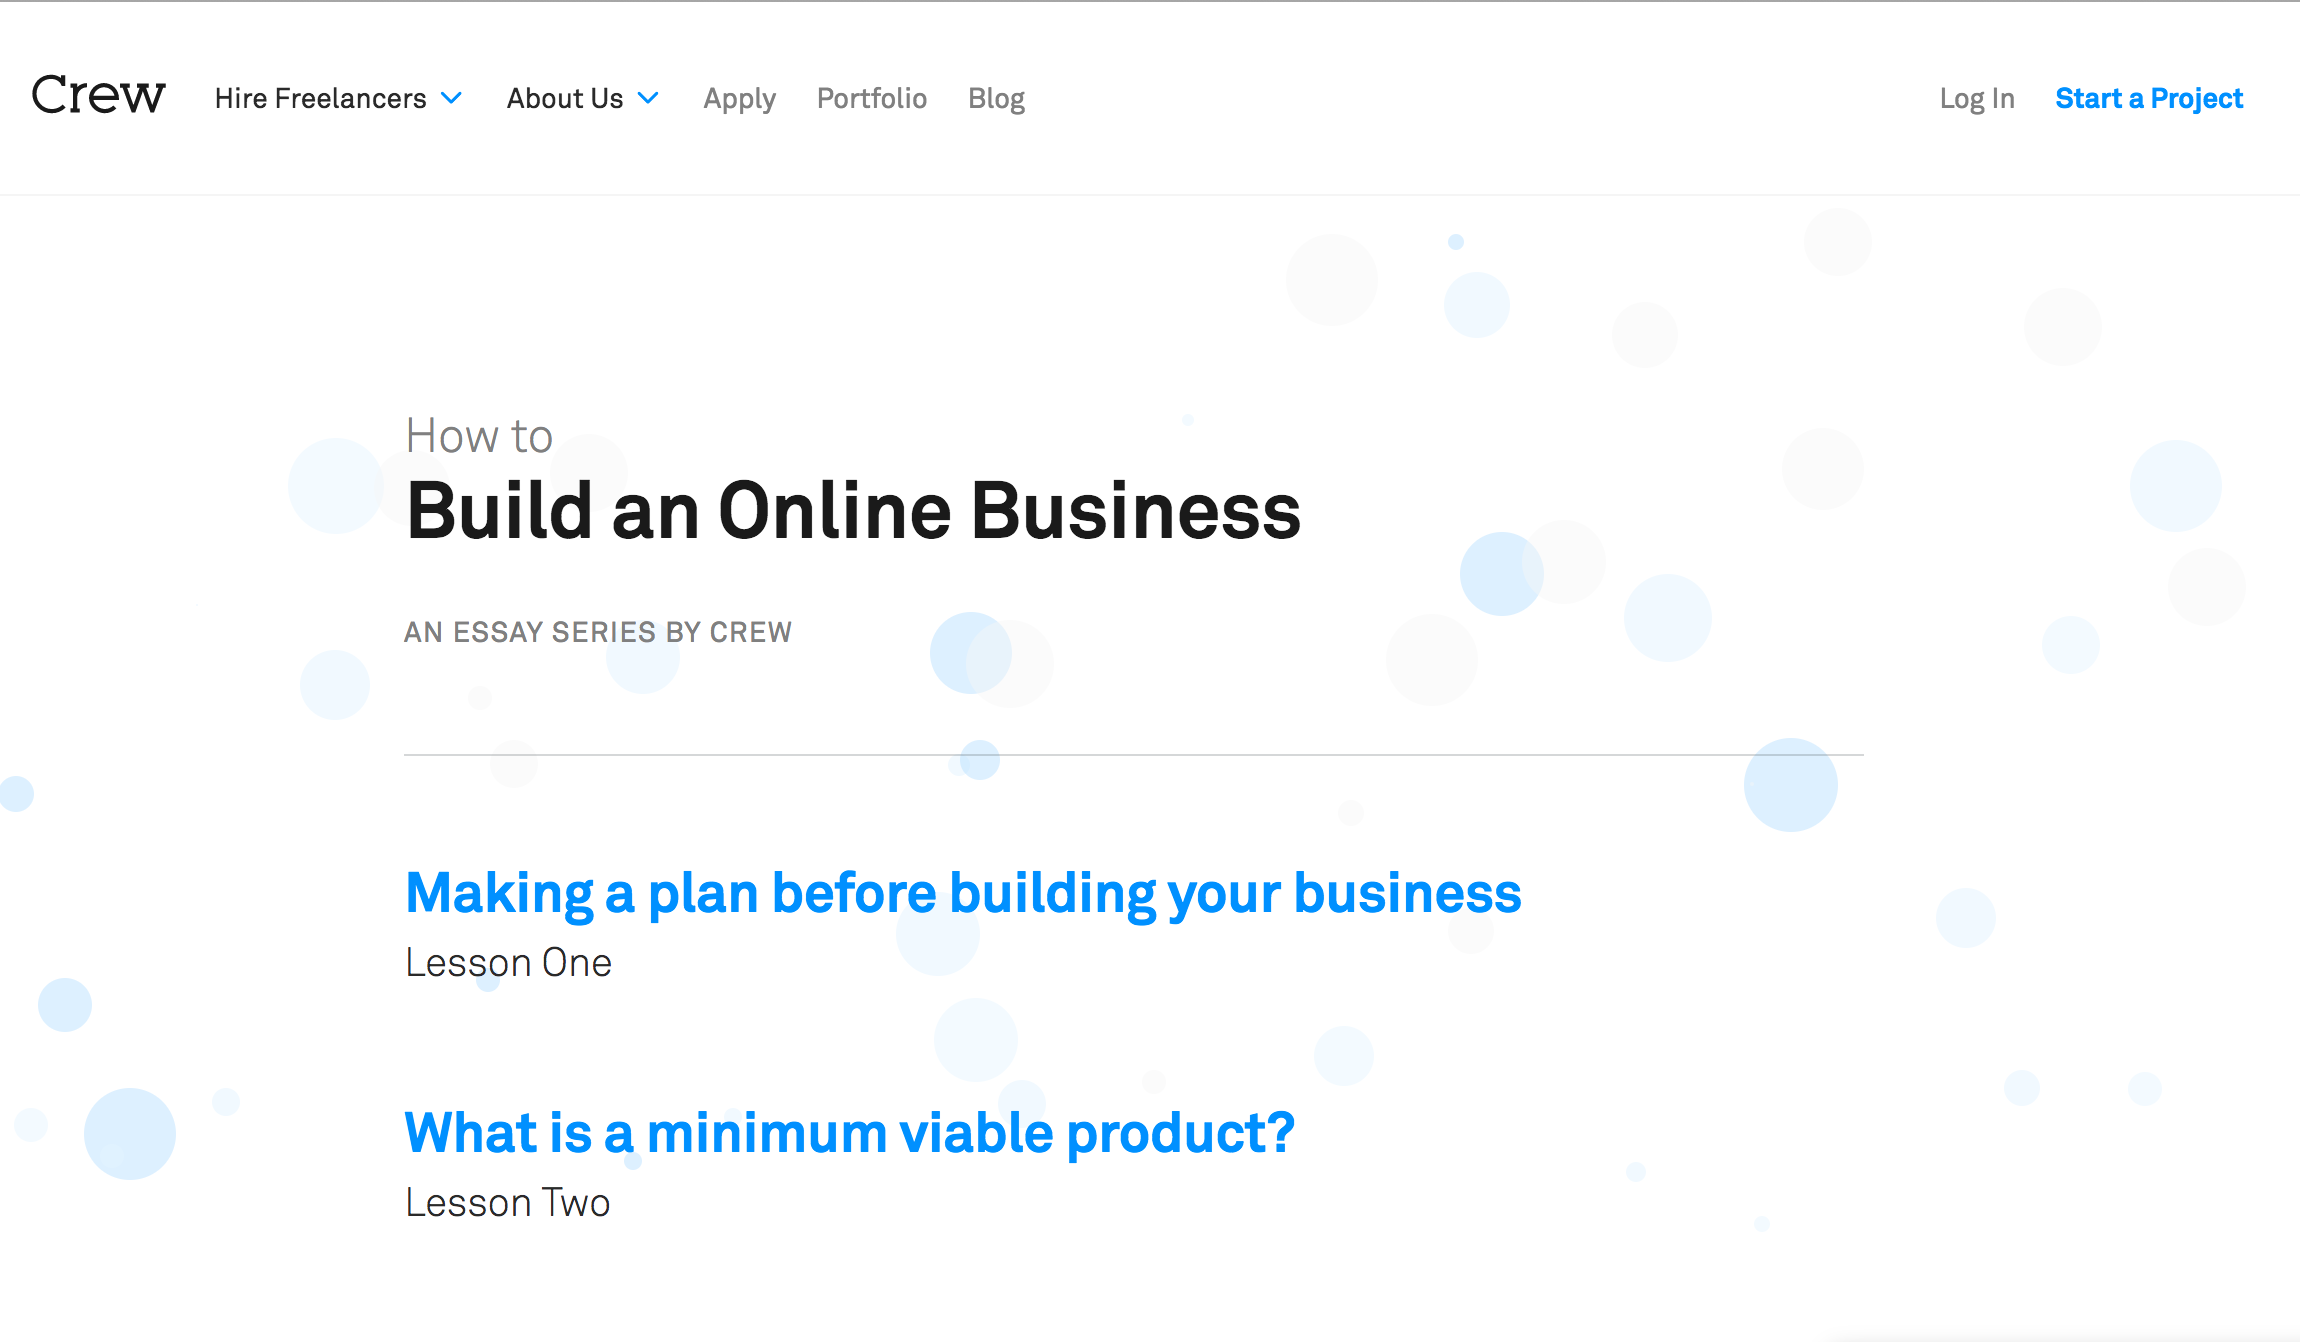 Crew
Hire Freelancers
About Us
Apply
Portfolio
Blog
Log In
Start a Project
How to
Build an Online Business
AN ESSAY SERIES BY CREW
Making a plan before building your business
Lesson One
What is a minimum viable product?
Lesson Two